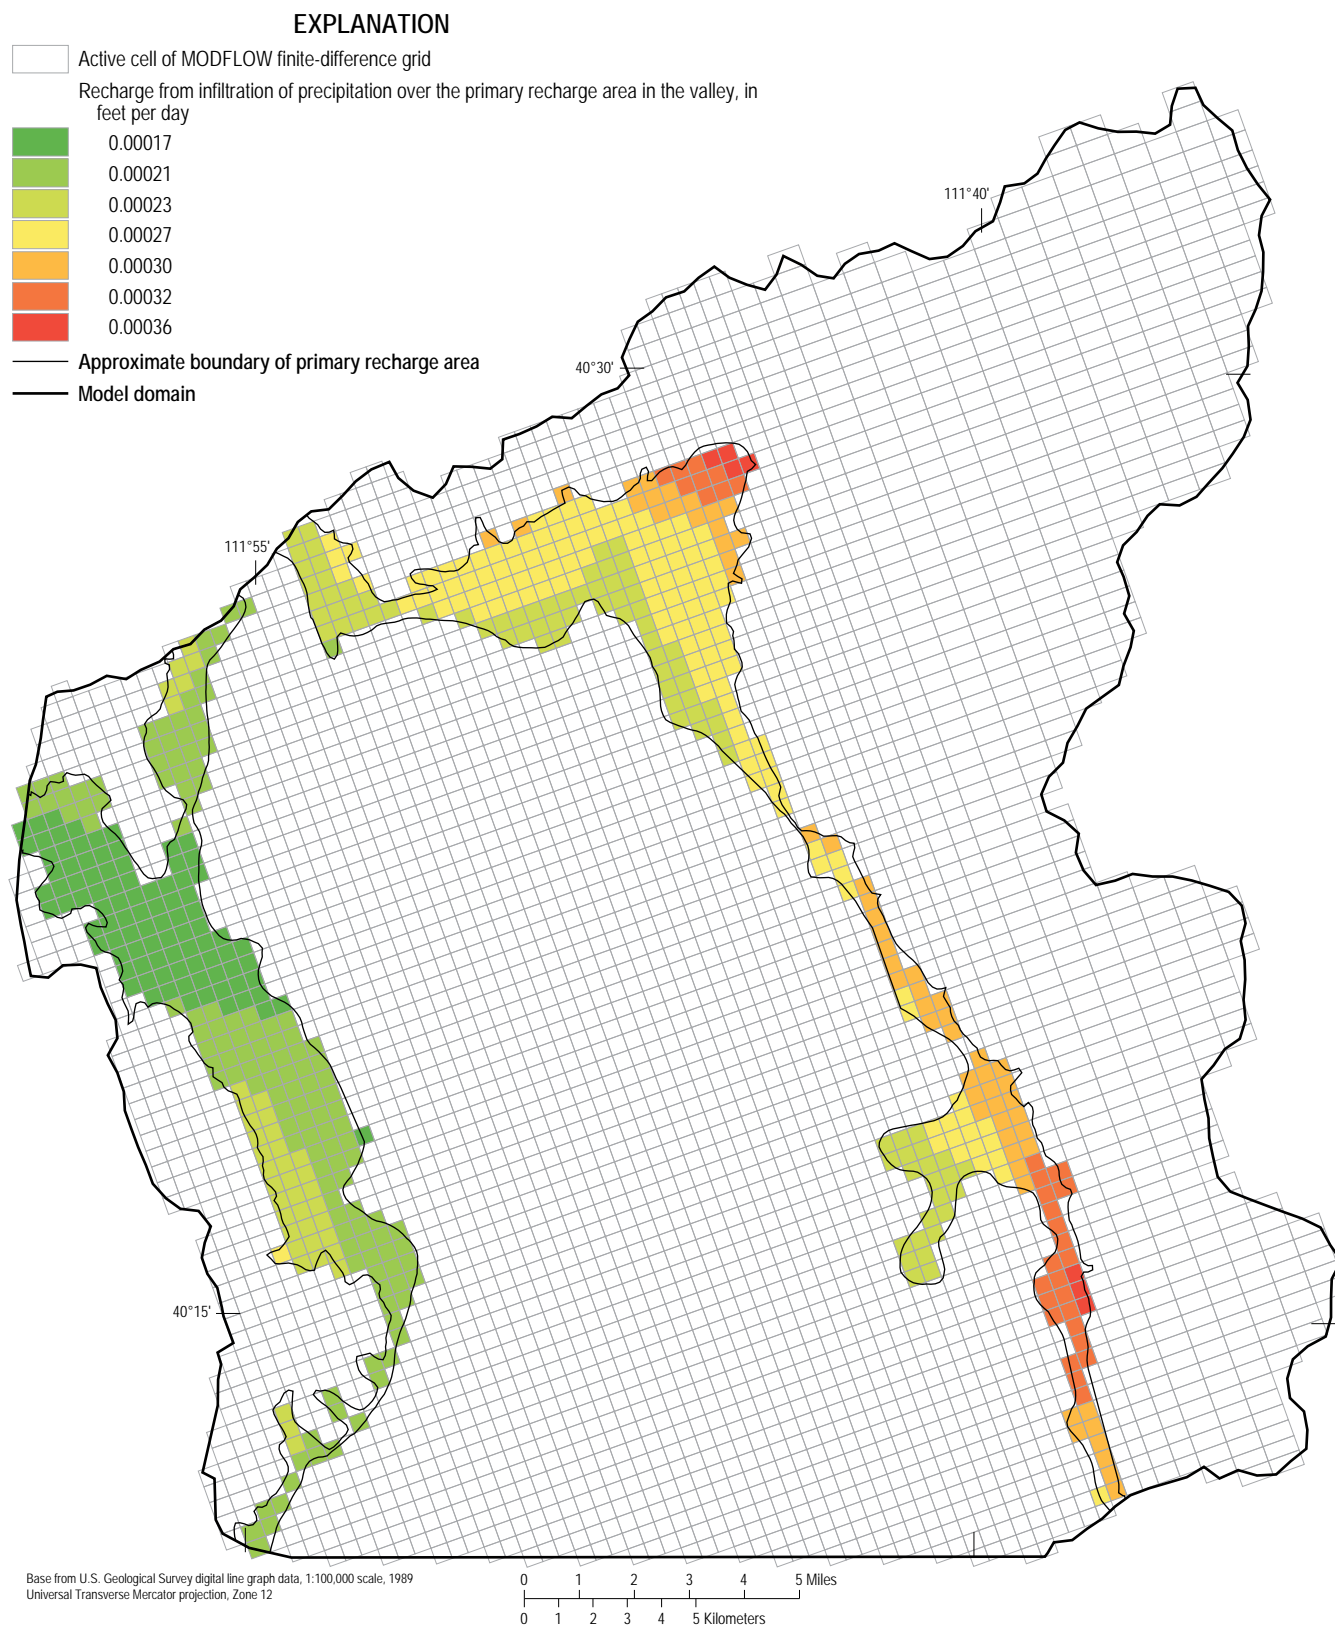 EXPLANATION
Active cell of MODFLOW finite-difference grid
Recharge from infiltration of precipitation over the primary recharge area in the valley, in
feet per day
0.00017
0.00021
0.00023
0.00027
0.00030
0.00032
0.00036
Approximate boundary of primary recharge area
Model domain
111°40'
40°30'
111°55'
40°15'
Base from U.S. Geological Survey digital line graph data, 1:100,000 scale, 1989
Universal Transverse Mercator projection, Zone 12
0 1 2 3 4 5 Miles
0 1 2 3 4 5 Kilometers